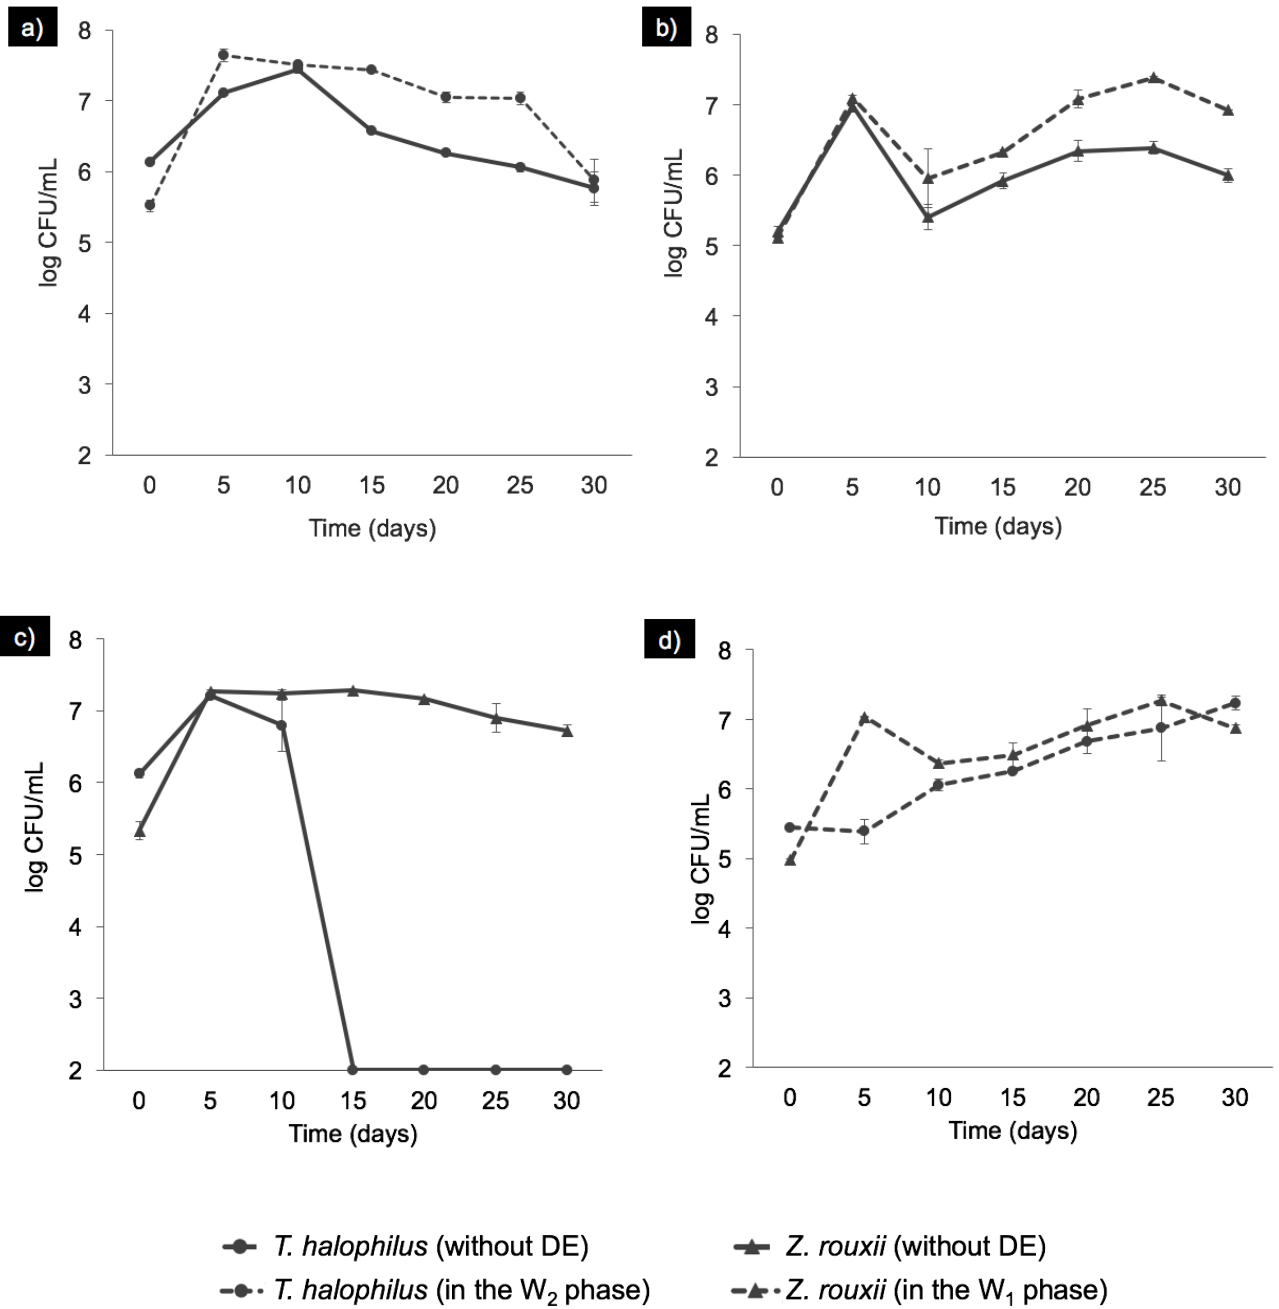 a)
8
7
6
5
4
3
2
log CFU/mL
0 5 10 15 20 25 30
Time (days)
b)
8
7
6
5
4
3
2
log CFU/mL
0 5 10 15 20 25 30
Time (days)
c)
8
7
6
5
4
3
2
log CFU/mL
0 5 10 15 20 25 30
Time (days)
d)
8
7
6
5
4
3
2
log CFU/mL
0 5 10 15 20 25 30
Time (days)
T. halophilus (without DE)
Z. rouxii (without DE)
T. halophilus (in the W₂ phase)
Z. rouxii (in the W₁ phase)